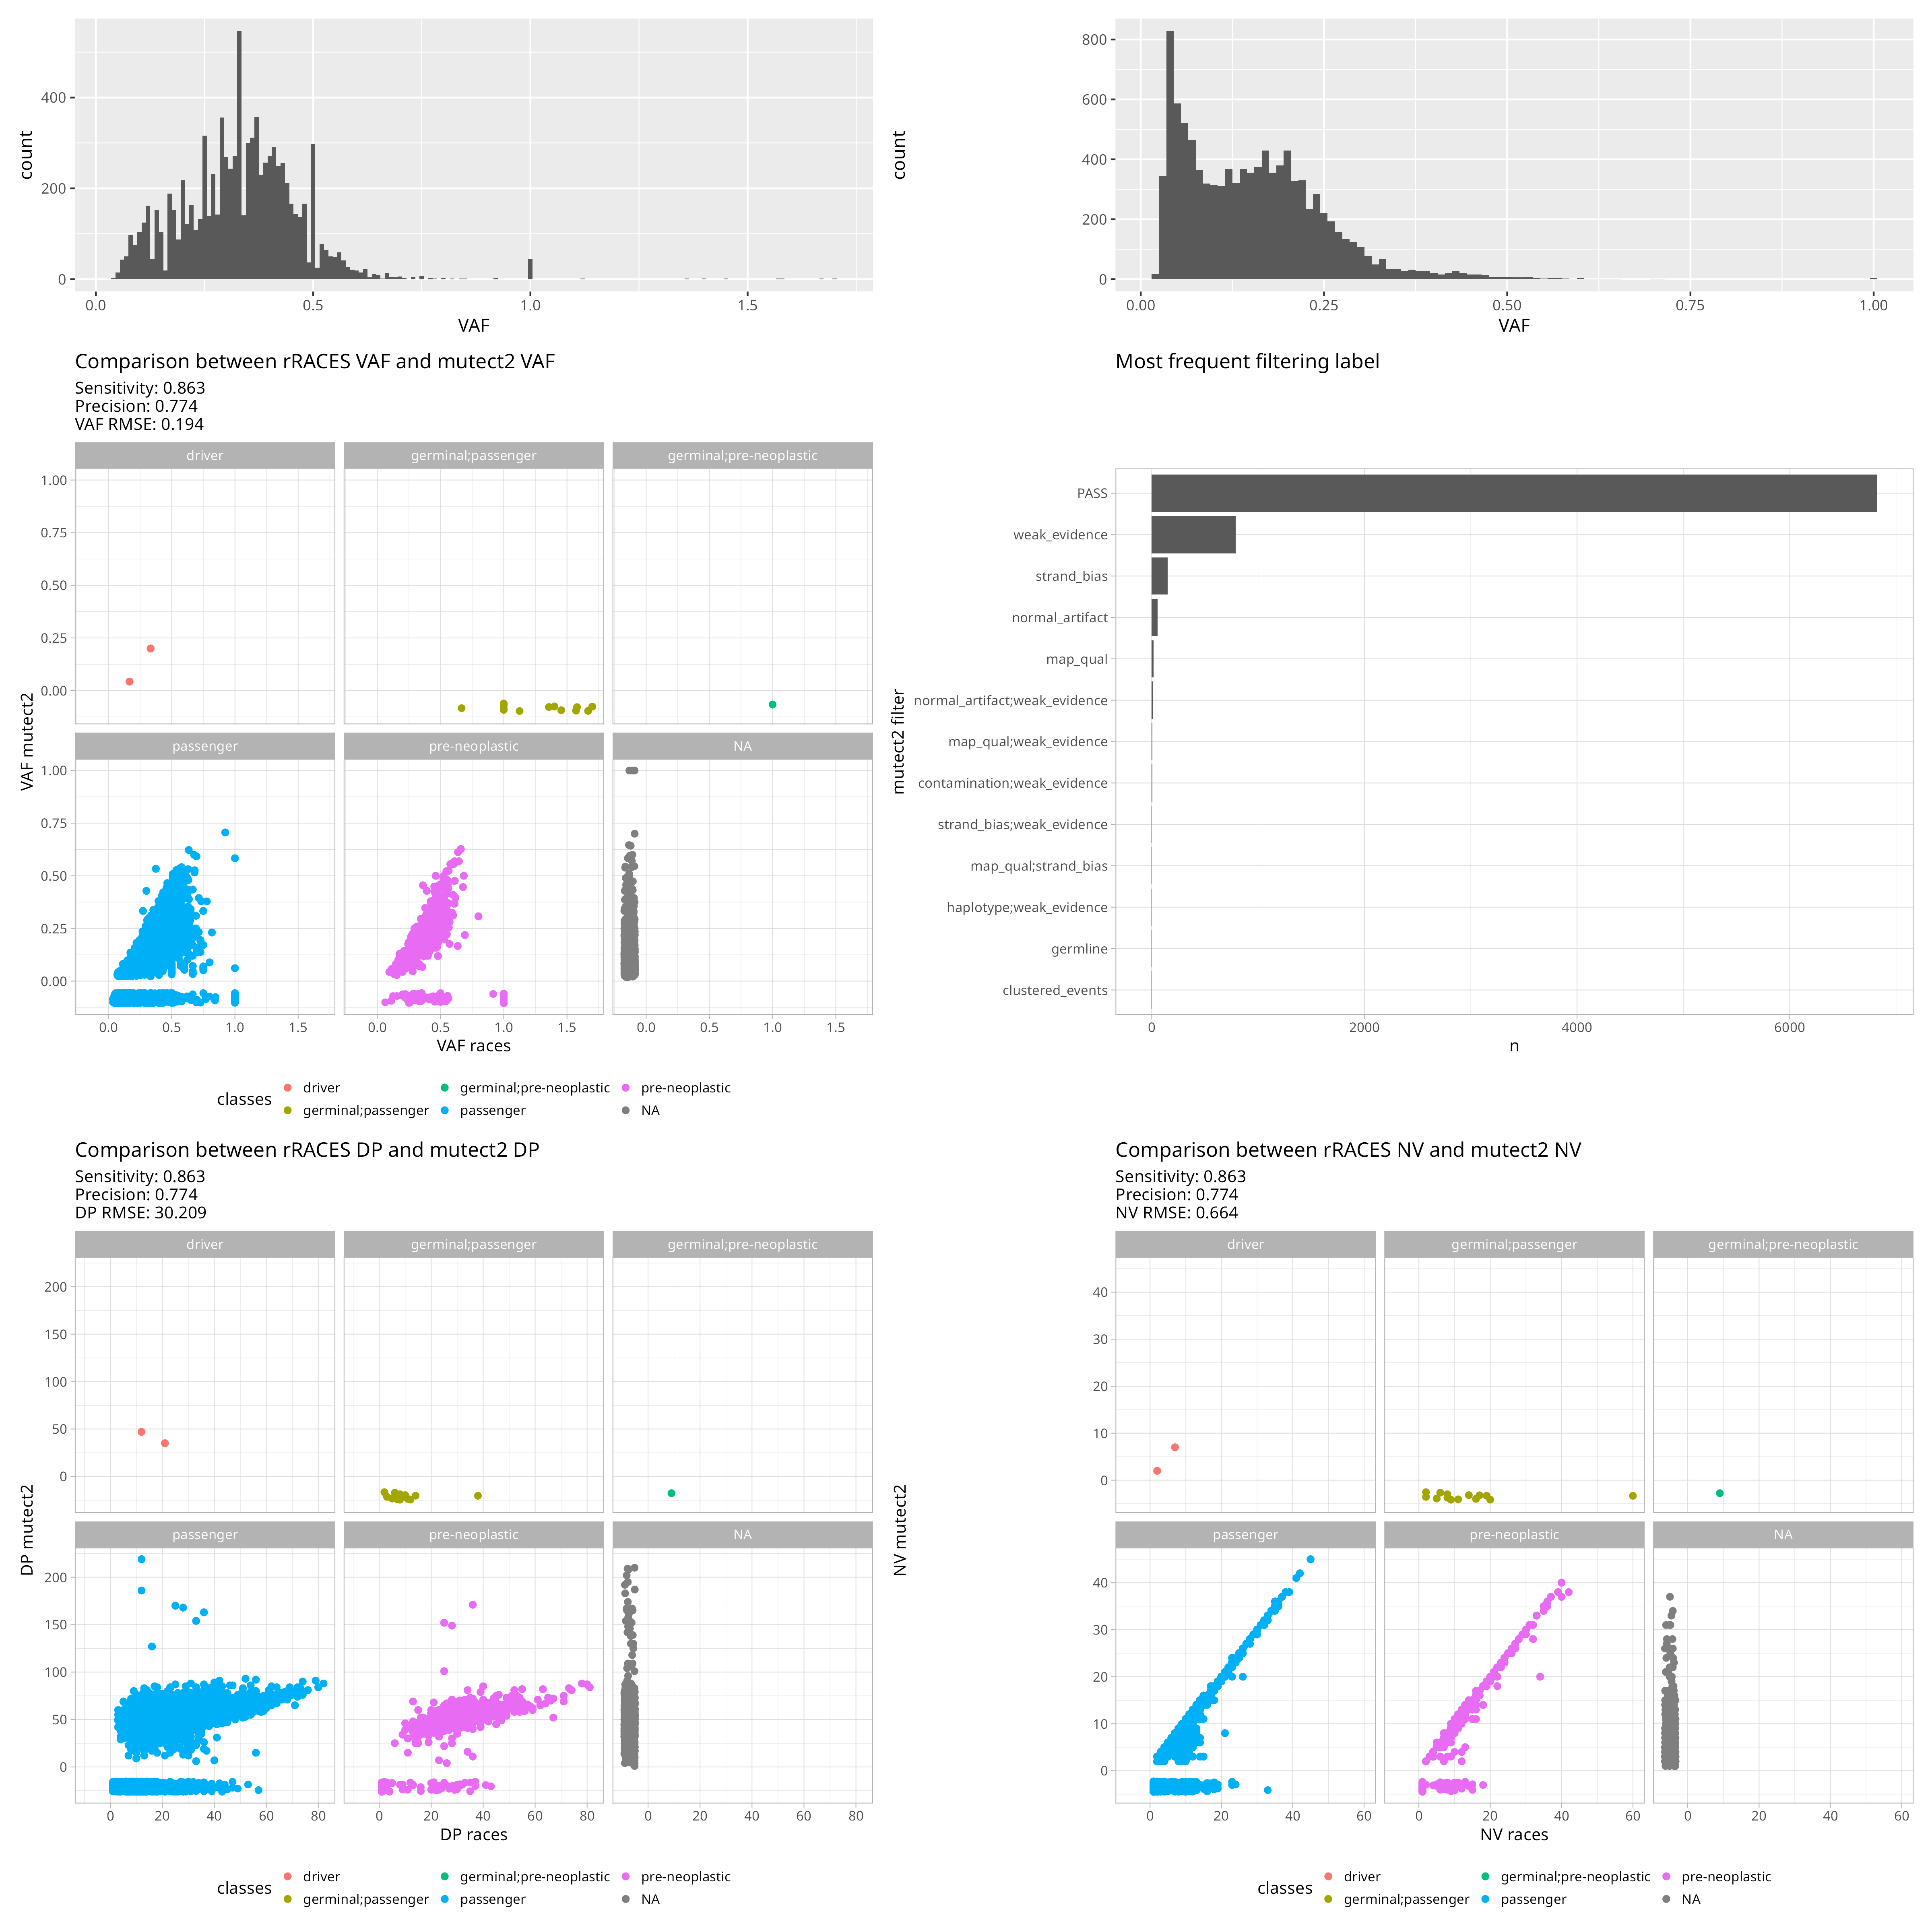 count
400
200
0
0.0 0.5 1.0 1.5
VAF
count
800
600
400
200
0
0.00 0.25 0.50 0.75 1.00
VAF
Comparison between rRACES VAF and mutect2 VAF
Sensitivity: 0.863
Precision: 0.774
VAF RMSE: 0.194
driver germinal;passenger germinal;pre-neoplastic
1.00
0.75
0.50
0.25
0.00
VAF mutect2
passenger pre-neoplastic NA
1.00
0.75
0.50
0.25
0.00
0.0 0.5 1.0 1.5 0.0 0.5 1.0 1.5 0.0 0.5 1.0 1.5
VAF races
classes
driver germinal;pre-neoplastic pre-neoplastic
germinal;passenger passenger NA
Most frequent filtering label
mutect2 filter
PASS
weak_evidence
strand_bias
normal_artifact
map_qual
normal_artifact;weak_evidence
map_qual;weak_evidence
contamination;weak_evidence
strand_bias;weak_evidence
map_qual;strand_bias
haplotype;weak_evidence
germline
clustered_events
0 2000 4000 6000
n
Comparison between rRACES DP and mutect2 DP
Sensitivity: 0.863
Precision: 0.774
DP RMSE: 30.209
driver germinal;passenger germinal;pre-neoplastic
200
150
100
50
0
DP mutect2
passenger pre-neoplastic NA
200
150
100
50
0
0 20 40 60 80 0 20 40 60 80 0 20 40 60 80
DP races
classes
driver germinal;pre-neoplastic pre-neoplastic
germinal;passenger passenger NA
Comparison between rRACES NV and mutect2 NV
Sensitivity: 0.863
Precision: 0.774
NV RMSE: 0.664
driver germinal;passenger germinal;pre-neoplastic
40
30
20
10
0
NV mutect2
passenger pre-neoplastic NA
40
30
20
10
0
0 20 40 60 0 20 40 60 0 20 40 60
NV races
classes
driver germinal;pre-neoplastic pre-neoplastic
germinal;passenger passenger NA